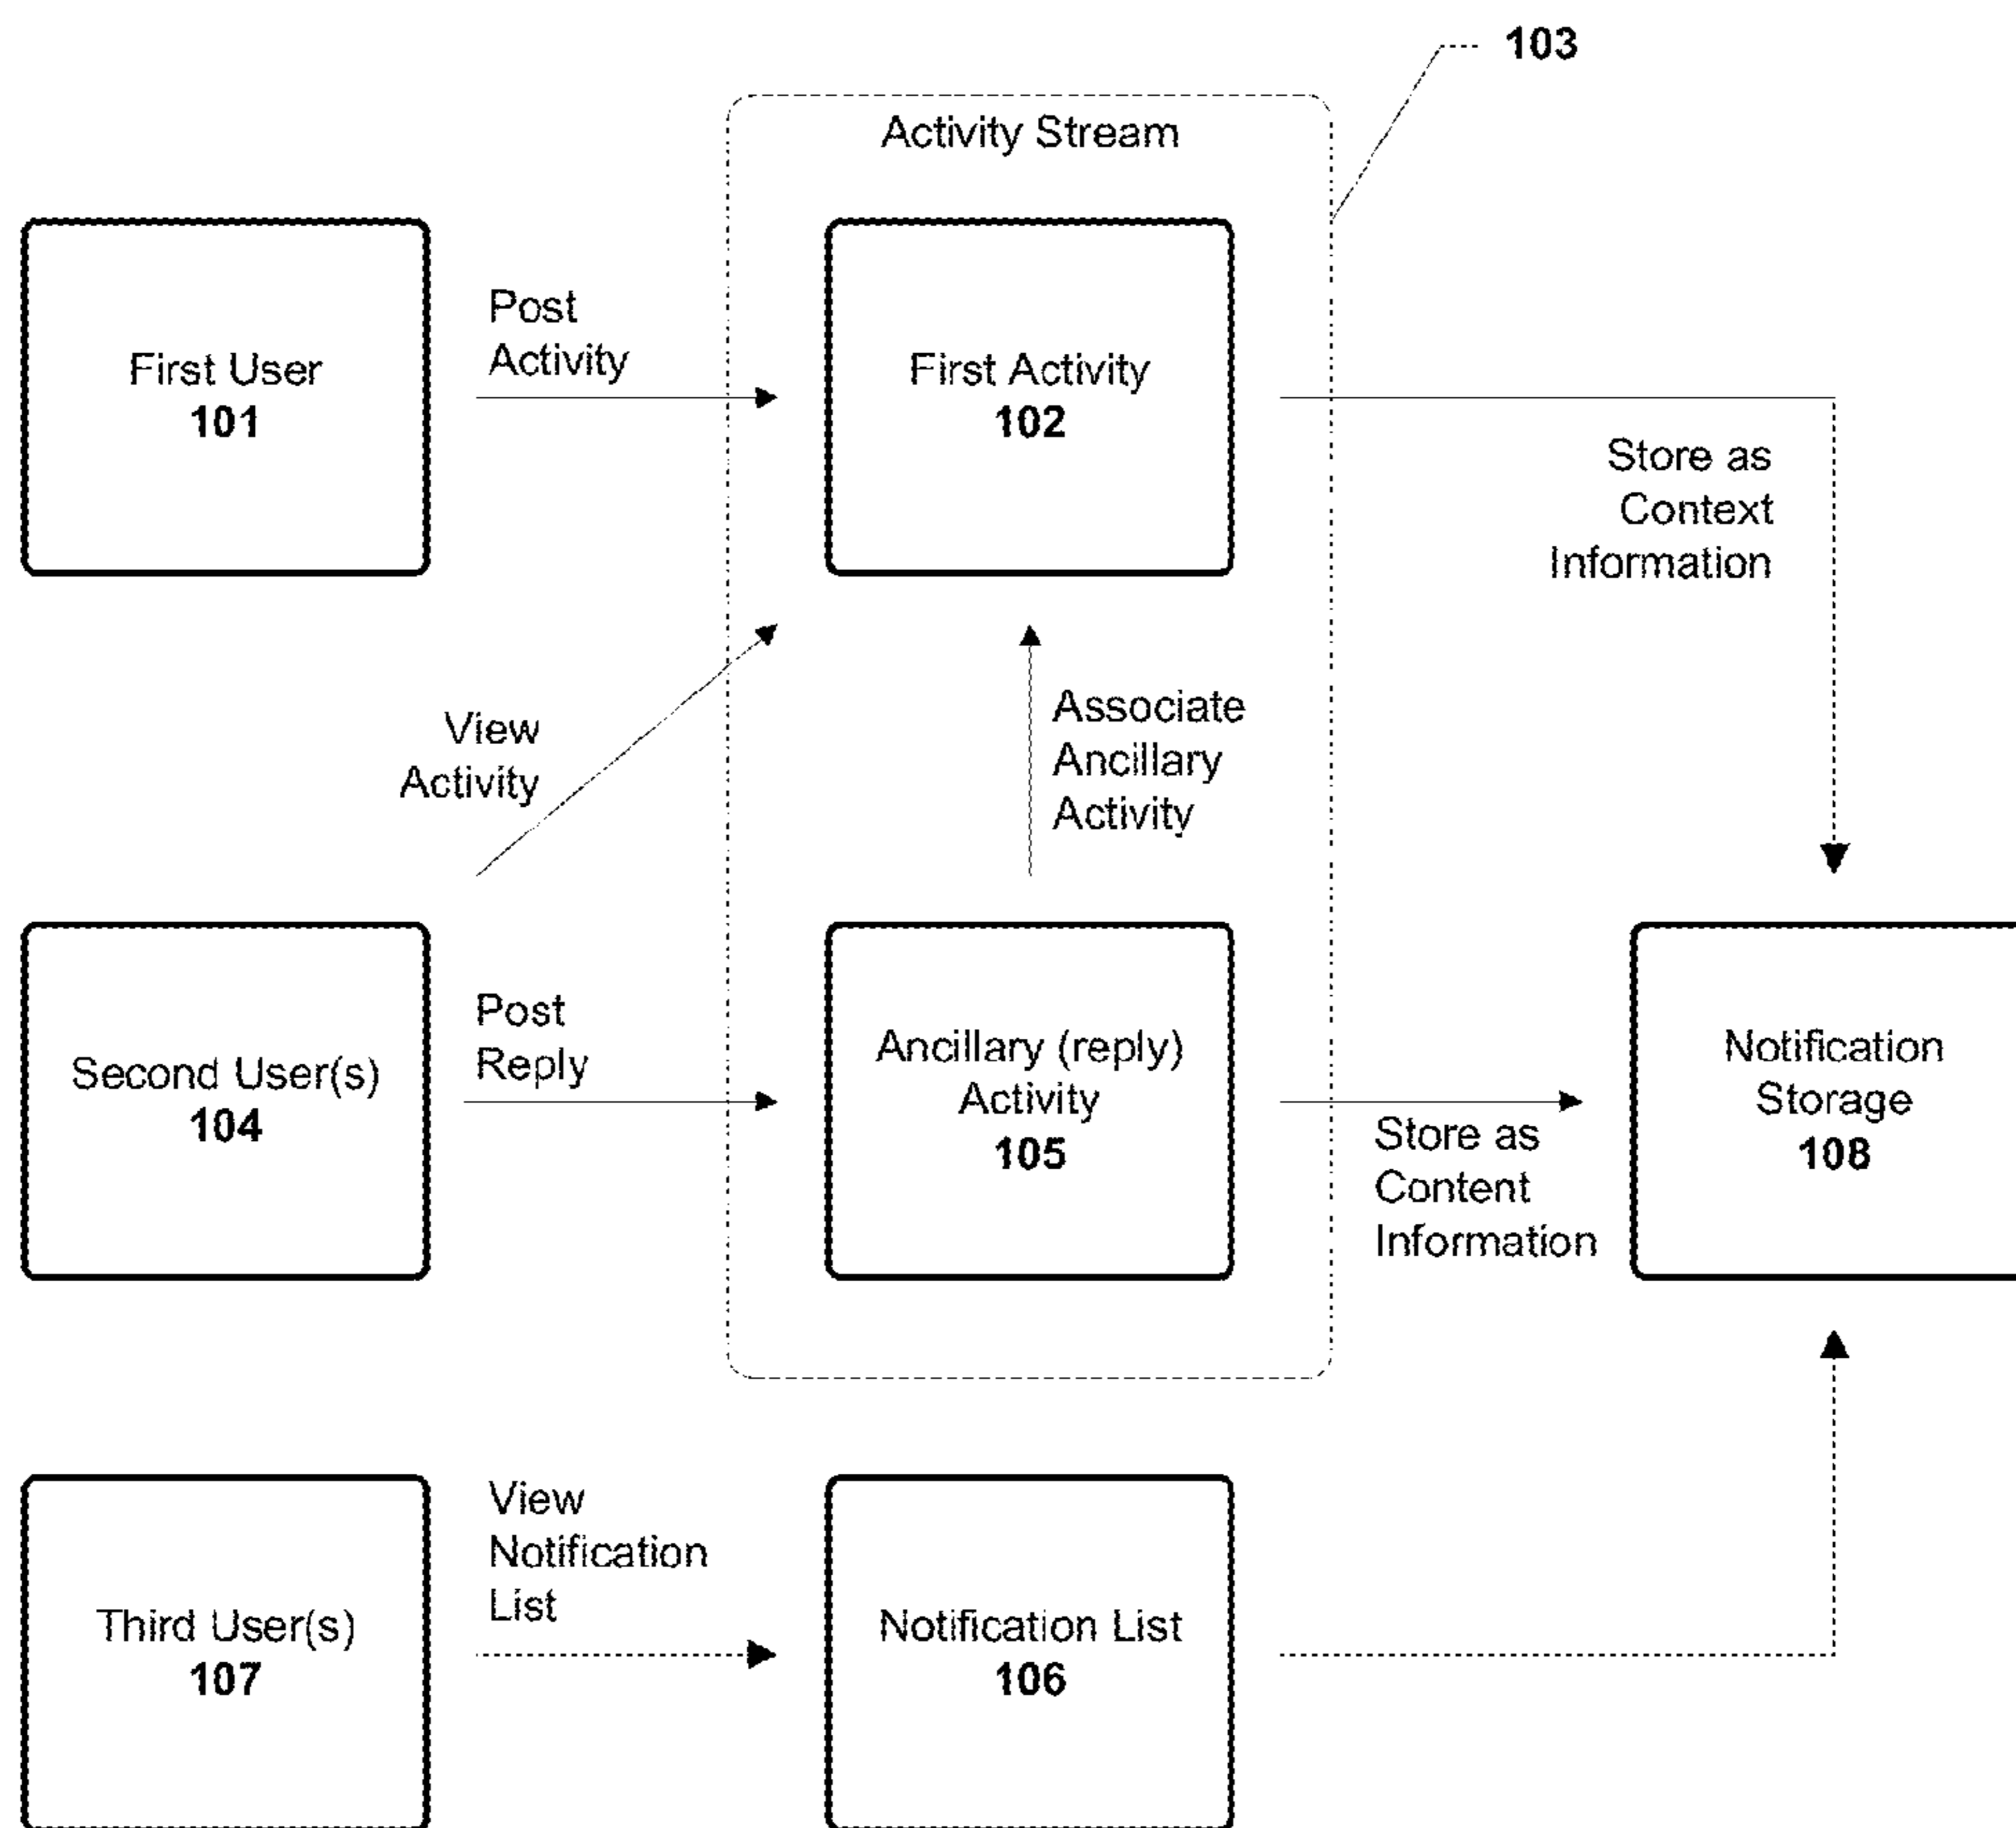 103
Activity Stream
First User
101
Post
Activity
First Activity
102
Store as
Context
Information
View
Activity
Associate
Ancillary
Activity
Second User(s)
104
Post
Reply
Ancillary (reply)
Activity
105
Store as
Content
Information
Notification
Storage
108
Third User(s)
107
View
Notification
List
Notification List
106